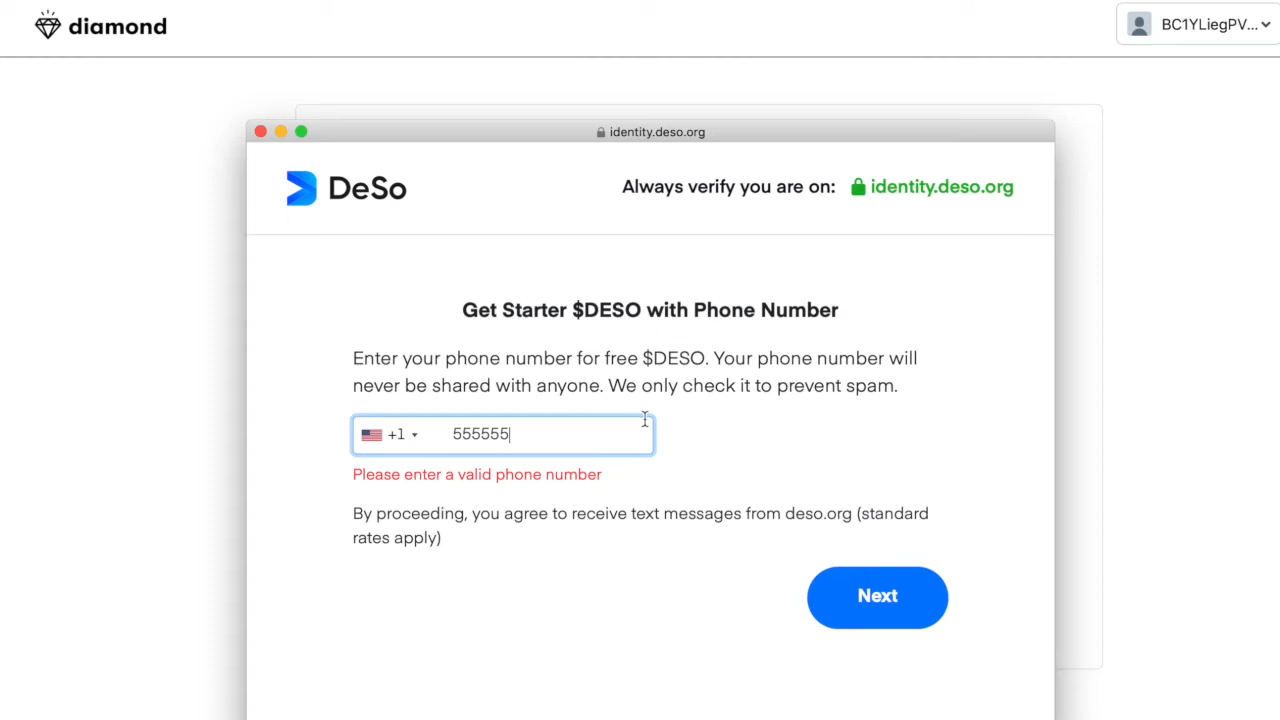 diamond
BC1YLiegPV...
identity.deso.org
DeSo
Always verify you are on: identity.deso.org
Get Starter $DESO with Phone Number
Enter your phone number for free $DESO. Your phone number will
never be shared with anyone. We only check it to prevent spam.
+1 555555
Please enter a valid phone number
By proceeding, you agree to receive text messages from deso.org (standard
rates apply)
Next